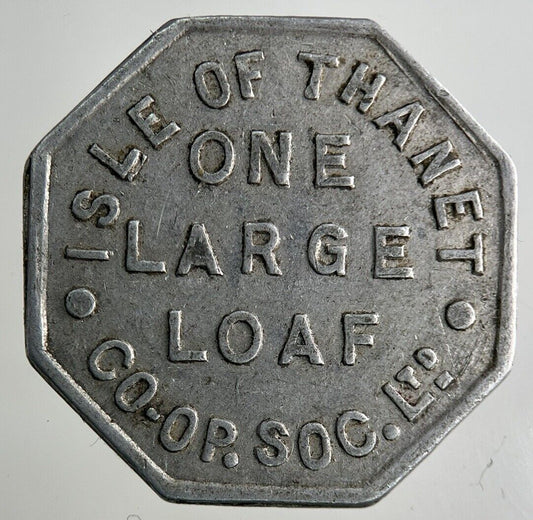 ISLE OF THANET
ONE
LARGE
LOAF
CO-OP. SOC. LTD.